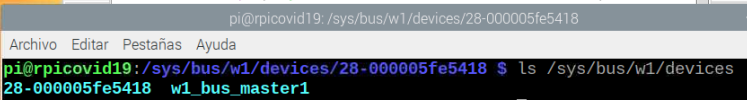 pi@rpicovid19: /sys/bus/w1/devices/28-000005fe5418
Archivo Editar Pestañas Ayuda
pi@rpicovid19:/sys/bus/w1/devices/28-000005fe5418 $ ls /sys/bus/w1/devices
28-000005fe5418 w1_bus_master1